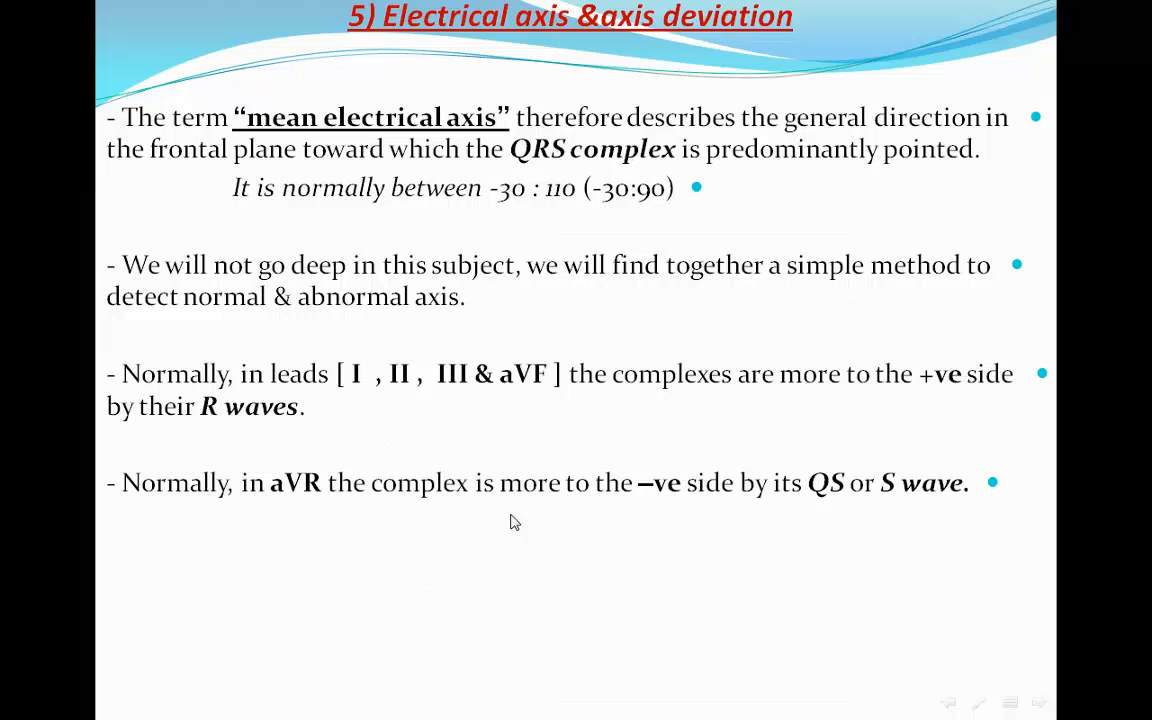 5) Electrical axis &axis deviation
- The term “mean electrical axis” therefore describes the general direction in
the frontal plane toward which the QRS complex is predominantly pointed.
It is normally between -30 : 110 (-30:90)
- We will not go deep in this subject, we will find together a simple method to
detect normal & abnormal axis.
- Normally, in leads [ I , II , III & aVF ] the complexes are more to the +ve side
by their R waves.
- Normally, in aVR the complex is more to the –ve side by its QS or S wave.